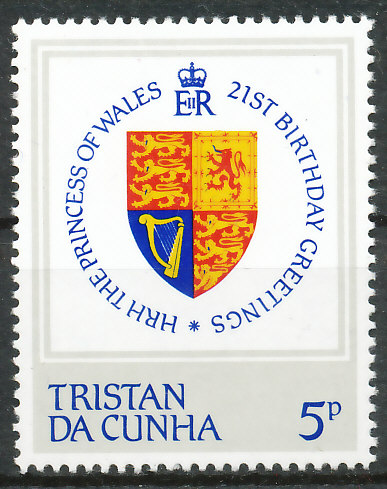 EIIR
HRH THE PRINCESS OF WALES 21ST BIRTHDAY GREETINGS *
TRISTAN
DA CUNHA
5p